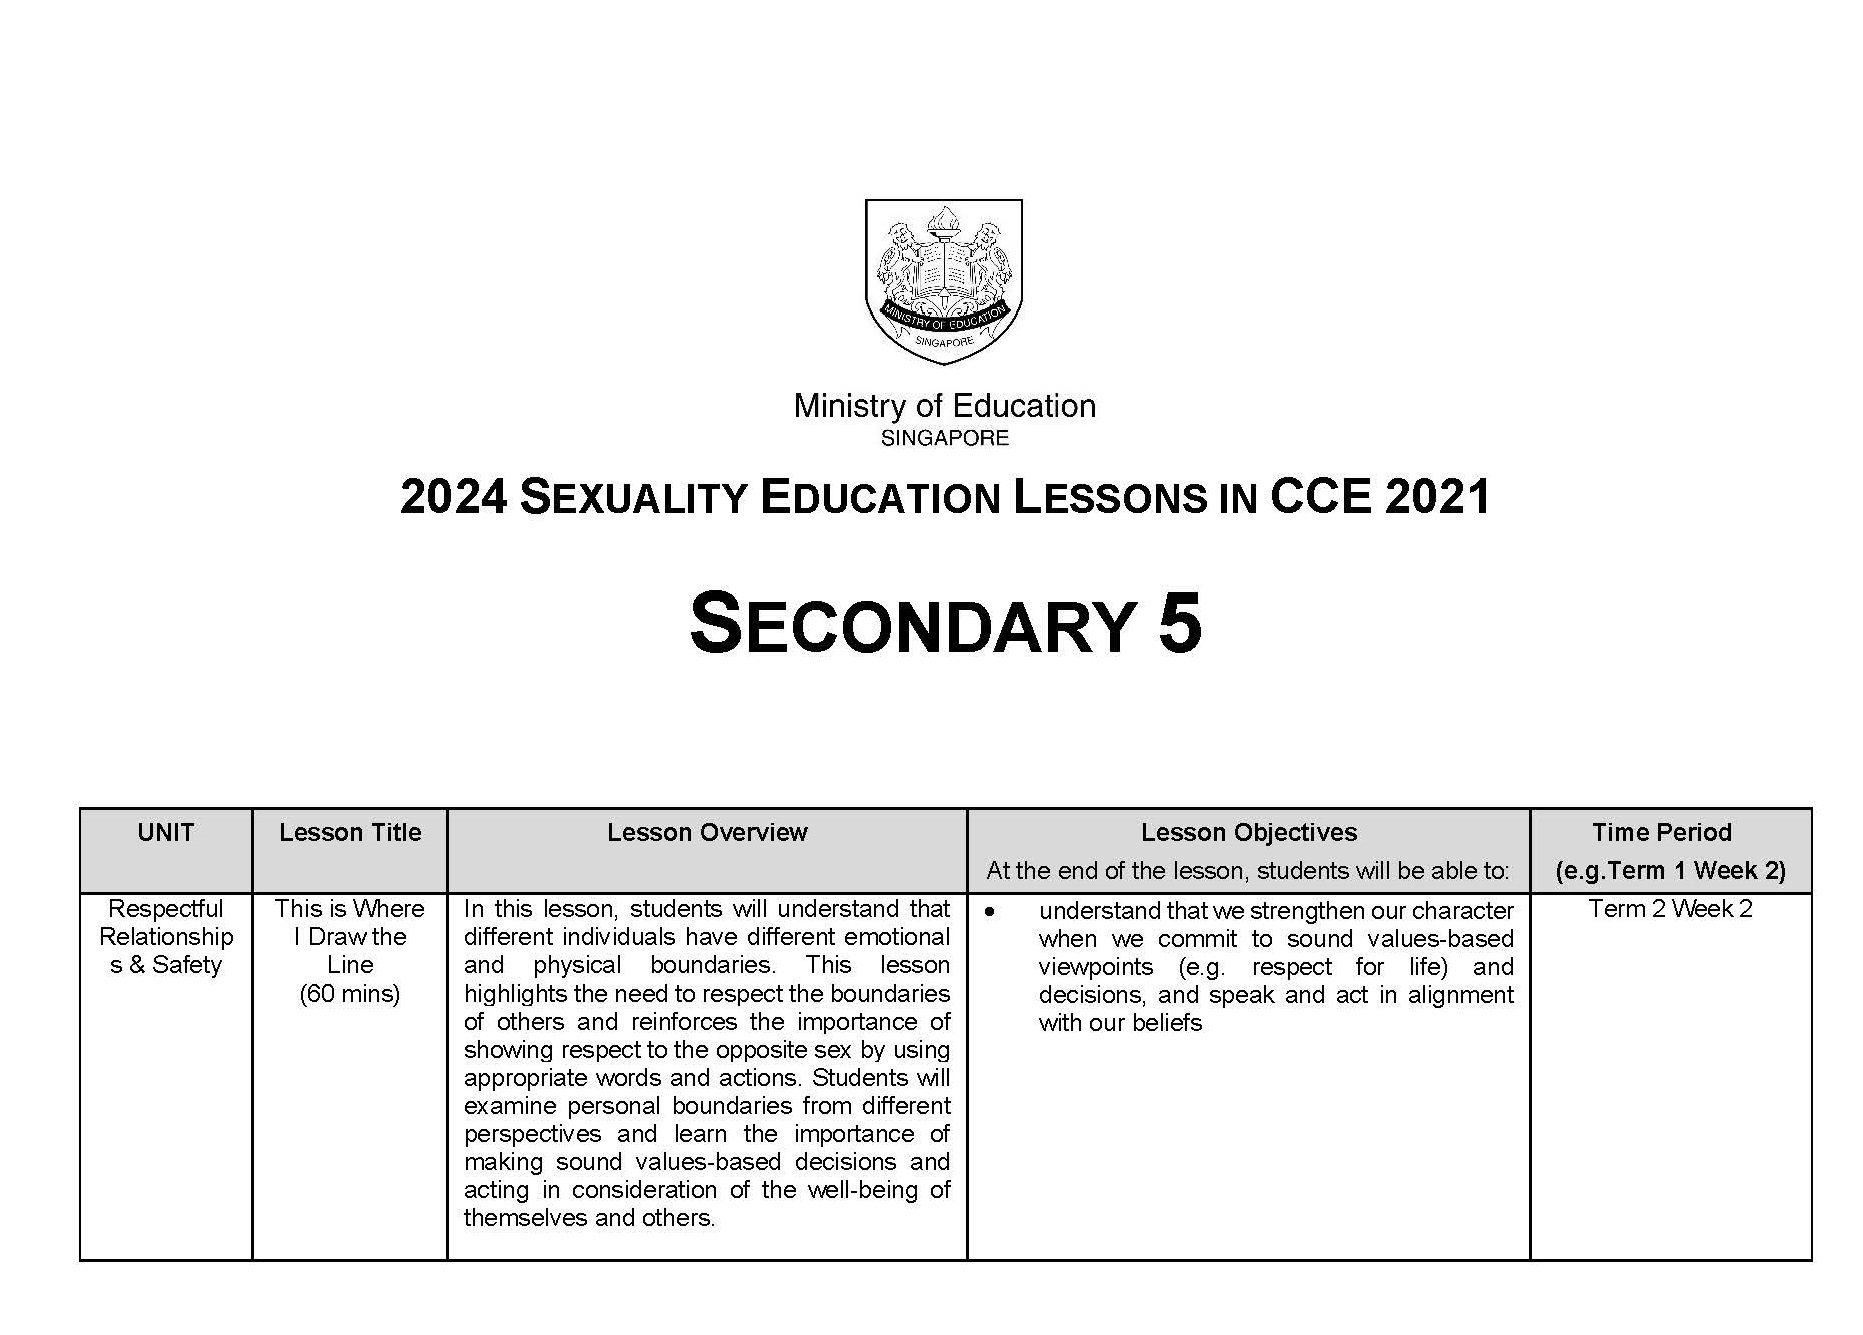 MINISTRY OF EDUCATION
SINGAPORE
Ministry of Education
SINGAPORE
2024 SEXUALITY EDUCATION LESSONS IN CCE 2021
SECONDARY 5
UNIT
Lesson Title
Lesson Overview
Lesson Objectives
At the end of the lesson, students will be able to:
Time Period
(e.g.Term 1 Week 2)
Respectful
Relationship
s & Safety
This is Where
I Draw the
Line
(60 mins)
In this lesson, students will understand that
different individuals have different emotional
and physical boundaries. This lesson
highlights the need to respect the boundaries
of others and reinforces the importance of
showing respect to the opposite sex by using
appropriate words and actions. Students will
examine personal boundaries from different
perspectives and learn the importance of
making sound values-based decisions and
acting in consideration of the well-being of
themselves and others.
• understand that we strengthen our character
when we commit to sound values-based
viewpoints (e.g. respect for life) and
decisions, and speak and act in alignment
with our beliefs
Term 2 Week 2